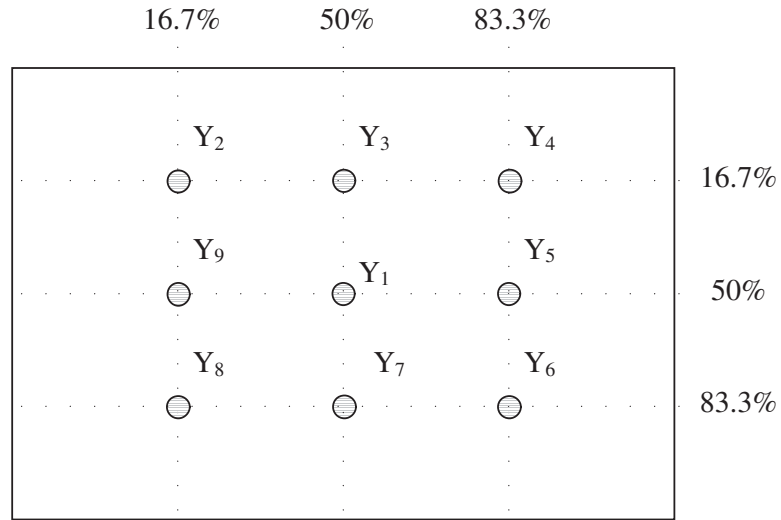 16.7% 50% 83.3%
Y₂ Y₃ Y₄
16.7%
Y₉ Y₁ Y₅
50%
Y₈ Y₇ Y₆
83.3%